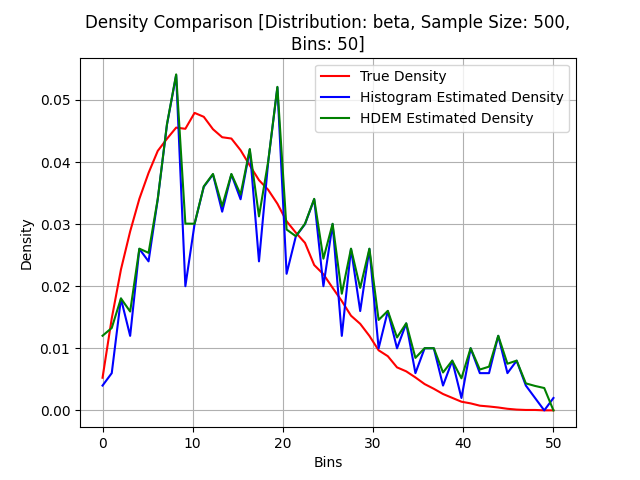 Density Comparison [Distribution: beta, Sample Size: 500,
Bins: 50]
True Density
Histogram Estimated Density
HDEM Estimated Density
Density
0.05
0.04
0.03
0.02
0.01
0.00
0 10 20 30 40 50
Bins